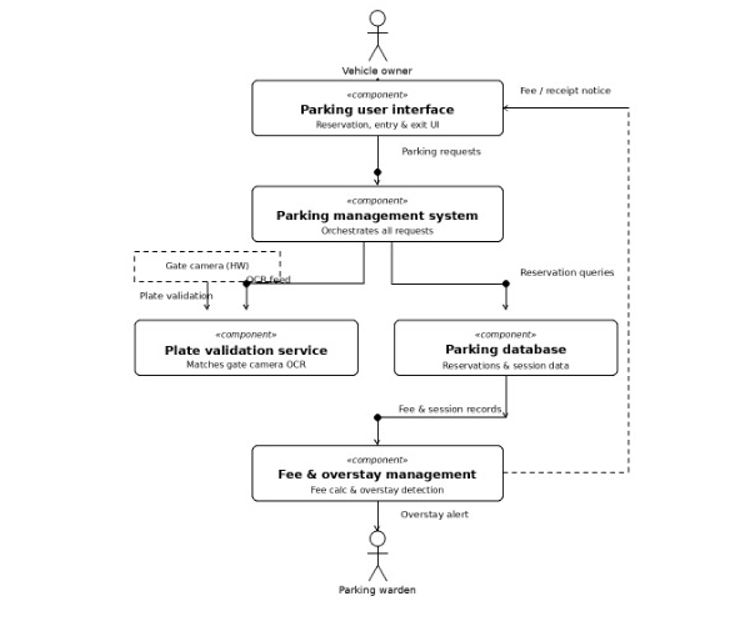 Vehicle owner
«component»
Parking user interface
Reservation, entry & exit UI
Fee / receipt notice
Parking requests
«component»
Parking management system
Orchestrates all requests
Gate camera (HW)
OCR feed
Reservation queries
Plate validation
«component»
Plate validation service
Matches gate camera OCR
«component»
Parking database
Reservations & session data
Fee & session records
«component»
Fee & overstay management
Fee calc & overstay detection
Overstay alert
Parking warden